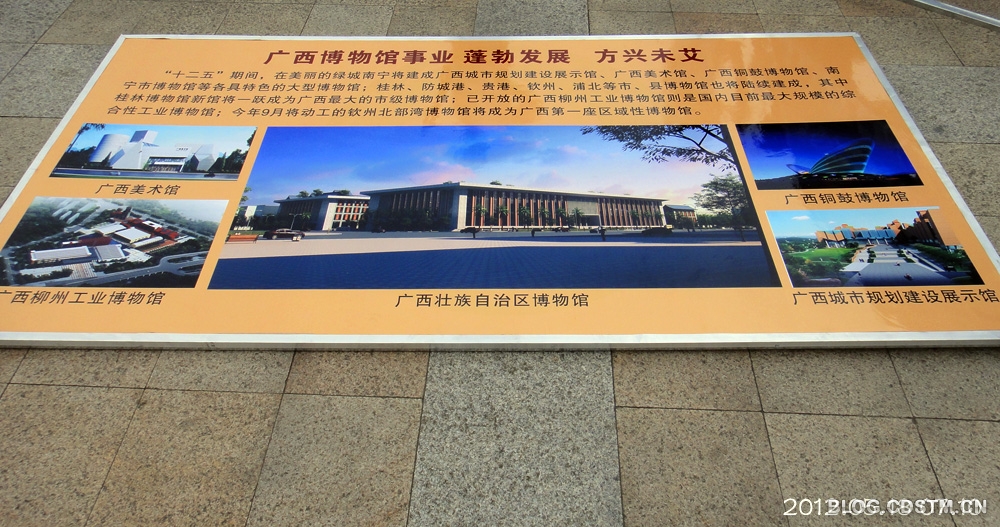 广西博物馆事业 蓬勃发展 方兴未艾
“十二五”期间，在美丽的绿城南宁将建成广西城市规划建设展示馆、广西美术馆、广西铜鼓博物馆、南
宁市博物馆等各具特色的大型博物馆；桂林、防城港、贵港、钦州、浦北等市、县博物馆也将陆续建成，其中
桂林博物馆新馆将一跃成为广西最大的市级博物馆；已开放的广西柳州工业博物馆则是国内目前最大规模的综
合性工业博物馆；今年9月将动工的钦州北部湾博物馆将成为广西第一座区域性博物馆。
广西美术馆
广西铜鼓博物馆
广西柳州工业博物馆
广西壮族自治区博物馆
广西城市规划建设展示馆
BLOG.CDSTM.CN